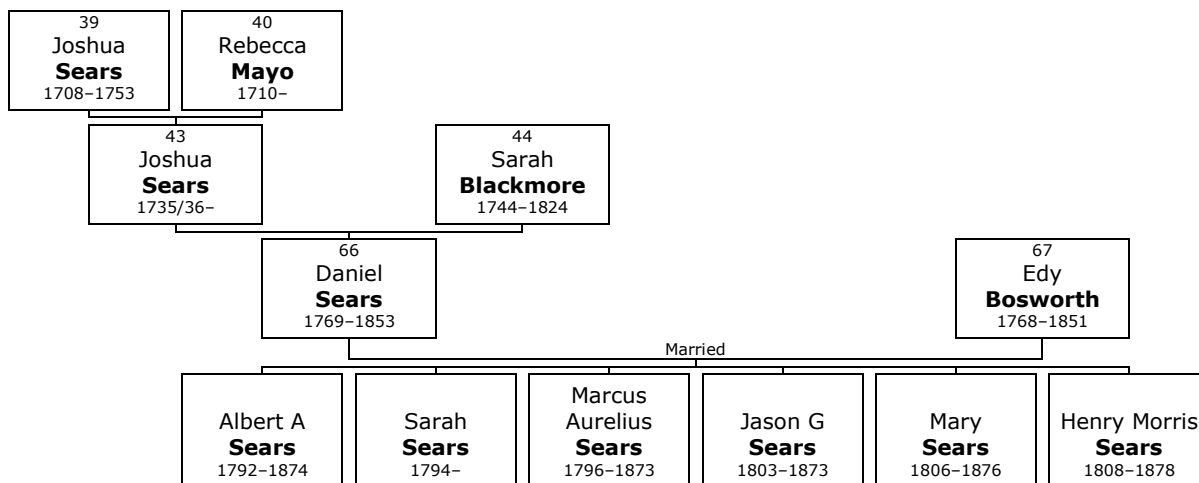 39
Joshua
Sears
1708–1753
40
Rebecca
Mayo
1710–
43
Joshua
Sears
1735/36–
44
Sarah
Blackmore
1744–1824
66
Daniel
Sears
1769–1853
67
Edy
Bosworth
1768–1851
Married
Albert A
Sears
1792–1874
Sarah
Sears
1794–
Marcus
Aurelius
Sears
1796–1873
Jason G
Sears
1803–1873
Mary
Sears
1806–1876
Henry Morris
Sears
1808–1878